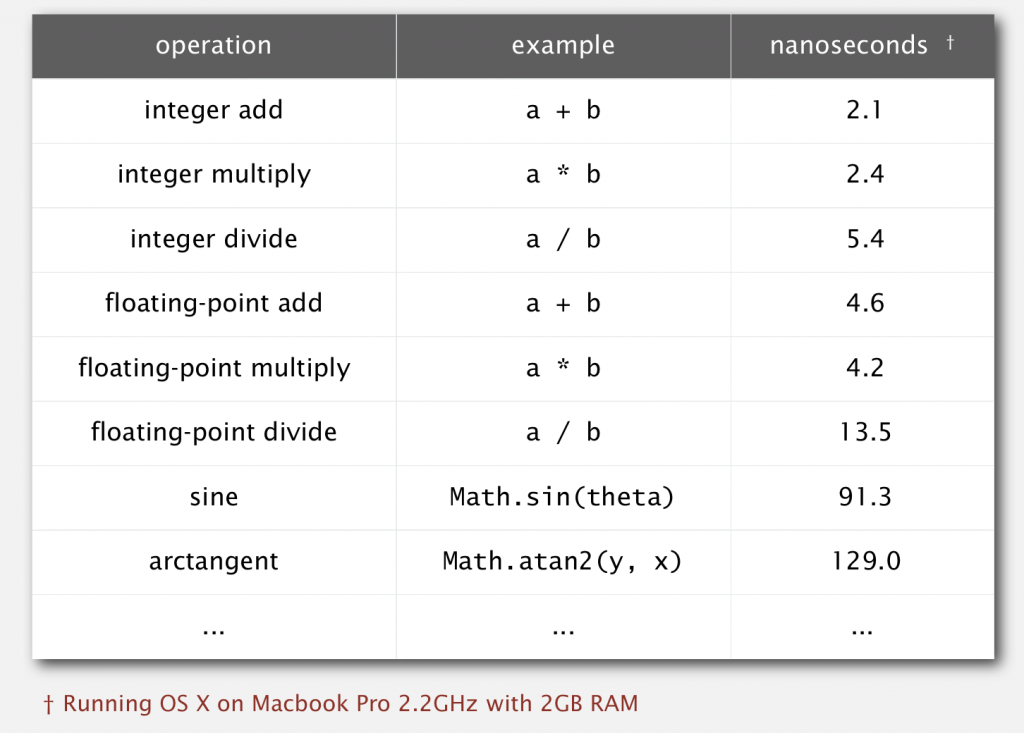 operation example nanoseconds †
integer add a + b 2.1
integer multiply a * b 2.4
integer divide a / b 5.4
floating-point add a + b 4.6
floating-point multiply a * b 4.2
floating-point divide a / b 13.5
sine Math.sin(theta) 91.3
arctangent Math.atan2(y, x) 129.0
... ... ...
† Running OS X on Macbook Pro 2.2GHz with 2GB RAM